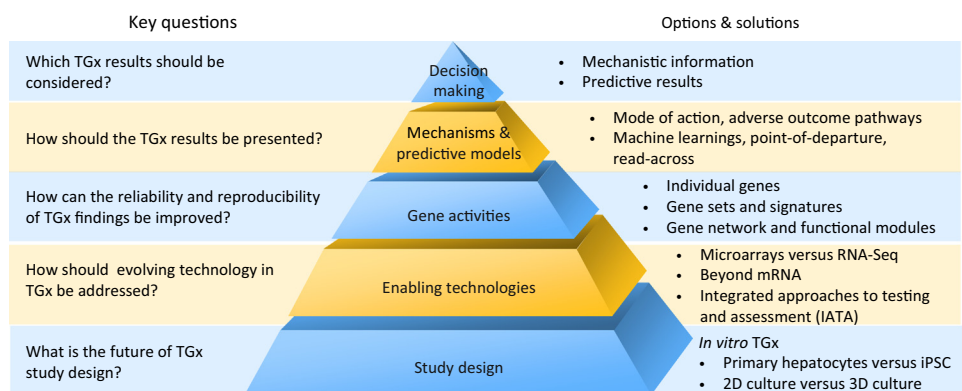 Key questions
Options & solutions
Which TGx results should be
considered?
Decision
making
• Mechanistic information
• Predictive results
How should the TGx results be presented?
Mechanisms &
predictive models
• Mode of action, adverse outcome pathways
• Machine learnings, point-of-departure,
read-across
How can the reliability and reproducibility
of TGx findings be improved?
Gene activities
• Individual genes
• Gene sets and signatures
• Gene network and functional modules
How should evolving technology in
TGx be addressed?
Enabling technologies
• Microarrays versus RNA-Seq
• Beyond mRNA
• Integrated approaches to testing
and assessment (IATA)
What is the future of TGx
study design?
Study design
In vitro TGx
• Primary hepatocytes versus iPSC
• 2D culture versus 3D culture